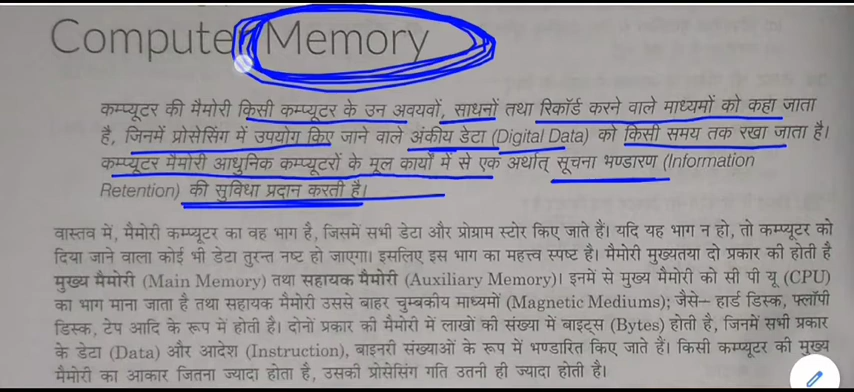 Computer Memory
कम्प्यूटर की मैमोरी किसी कम्प्यूटर के उन अवयवों, साधनों तथा रिकॉर्ड करने वाले माध्यमों को कहा जाता
है, जिनमें प्रोसेसिंग में उपयोग किए जाने वाले अंकीय डेटा (Digital Data) को किसी समय तक रखा जाता है।
कम्प्यूटर मैमोरी आधुनिक कम्प्यूटरों के मूल कार्यों में से एक अर्थात् सूचना भण्डारण (Information
Retention) की सुविधा प्रदान करती है।
वास्तव में, मैमोरी कम्प्यूटर का वह भाग है, जिसमें सभी डेटा और प्रोग्राम स्टोर किए जाते हैं। यदि यह भाग न हो, तो कम्प्यूटर को
दिया जाने वाला कोई भी डेटा तुरन्त नष्ट हो जाएगा। इसलिए इस भाग का महत्त्व स्पष्ट है। मैमोरी मुख्यतया दो प्रकार की होती है
मुख्य मैमोरी (Main Memory) तथा सहायक मैमोरी (Auxiliary Memory)। इनमें से मुख्य मैमोरी को सी पी यू (CPU)
का भाग माना जाता है तथा सहायक मैमोरी उससे बाहर चुम्बकीय माध्यमों (Magnetic Mediums); जैसे– हार्ड डिस्क, फ्लॉपी
डिस्क, टेप आदि के रूप में होती है। दोनों प्रकार की मैमोरी में लाखों की संख्या में बाइट्स (Bytes) होती है, जिनमें सभी प्रकार
के डेटा (Data) और आदेश (Instruction), बाइनरी संख्याओं के रूप में भण्डारित किए जाते हैं। किसी कम्प्यूटर की मुख्य
मैमोरी का आकार जितना ज्यादा होता है, उसकी प्रोसेसिंग गति उतनी ही ज्यादा होती है।